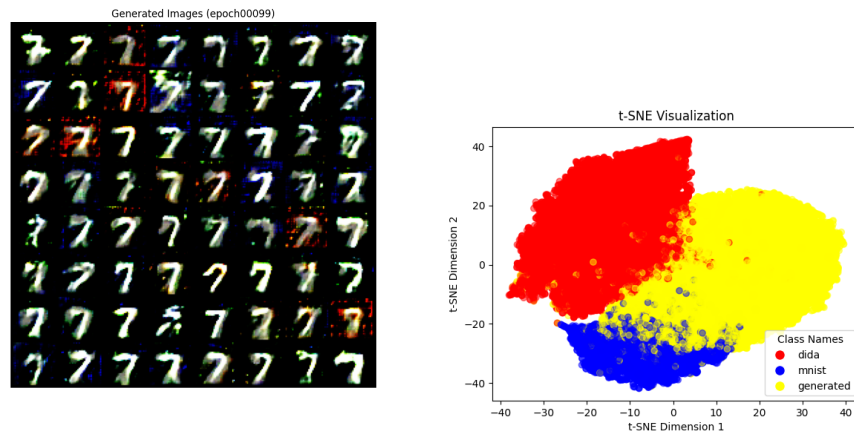 Generated Images (epoch00099)
t-SNE Visualization
t-SNE Dimension 2
40
20
0
−20
−40
−40
−30
−20
−10
0
10
20
30
40
t-SNE Dimension 1
Class Names
dida
mnist
generated